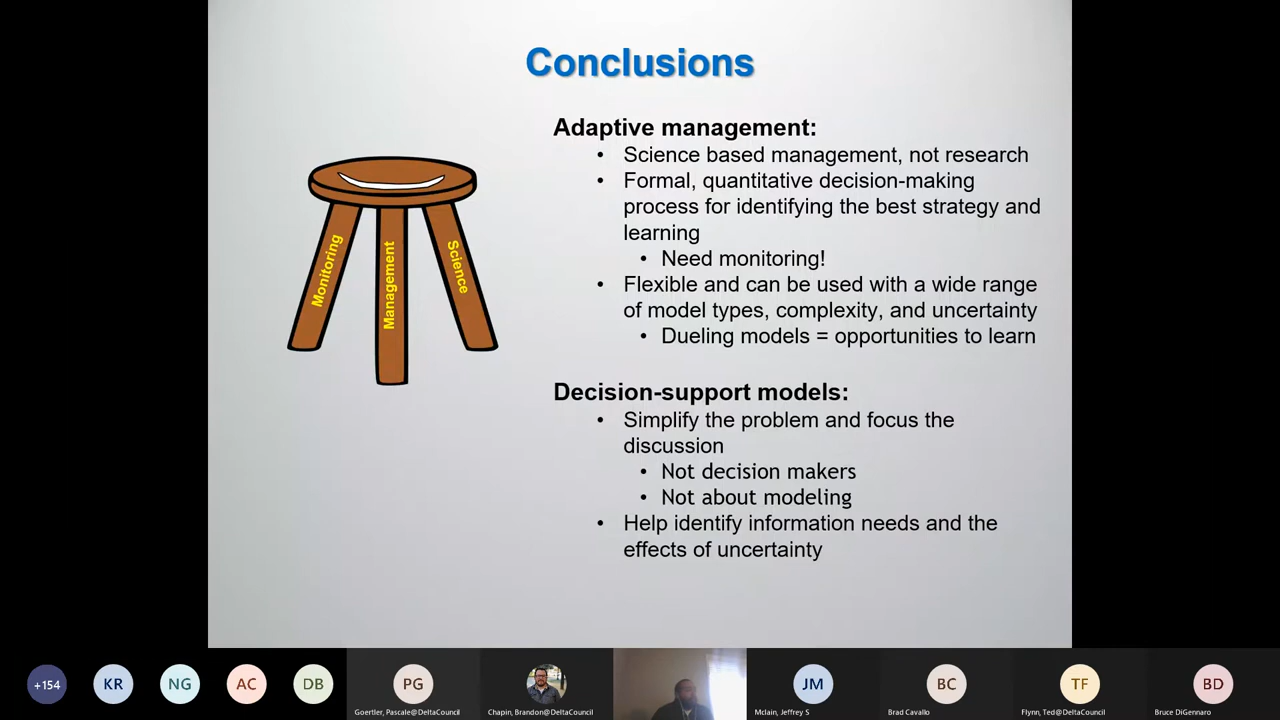 Conclusions
Adaptive management:
• Science based management, not research
• Formal, quantitative decision-making
process for identifying the best strategy and
learning
• Need monitoring!
• Flexible and can be used with a wide range
of model types, complexity, and uncertainty
• Dueling models = opportunities to learn
Monitoring
Management
Science
Decision-support models:
• Simplify the problem and focus the
discussion
• Not decision makers
• Not about modeling
• Help identify information needs and the
effects of uncertainty
+154
KR
NG
AC
DB
PG
JM
BC
TF
BD
Goertler, Pascale@DeltaCouncil
Chapin, Brandon@DeltaCouncil
Mclain, Jeffrey S
Brad Cavallo
Flynn, Ted@DeltaCouncil
Bruce DiGennaro